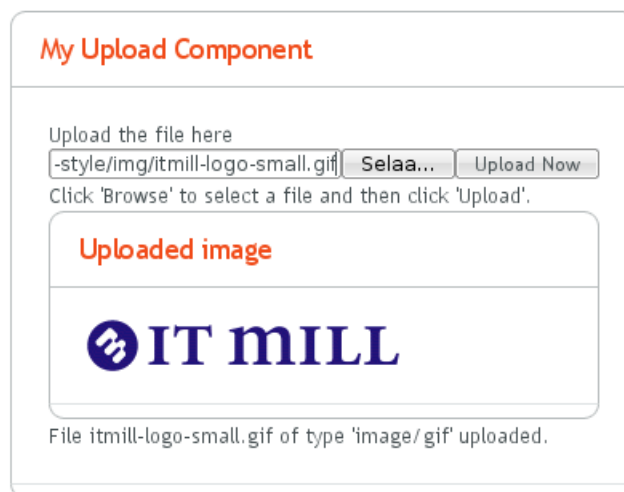 My Upload Component
Upload the file here
-style/img/itmill-logo-small.gif Selaa... Upload Now
Click 'Browse' to select a file and then click 'Upload'.
Uploaded image
IT MILL
File itmill-logo-small.gif of type 'image/gif' uploaded.